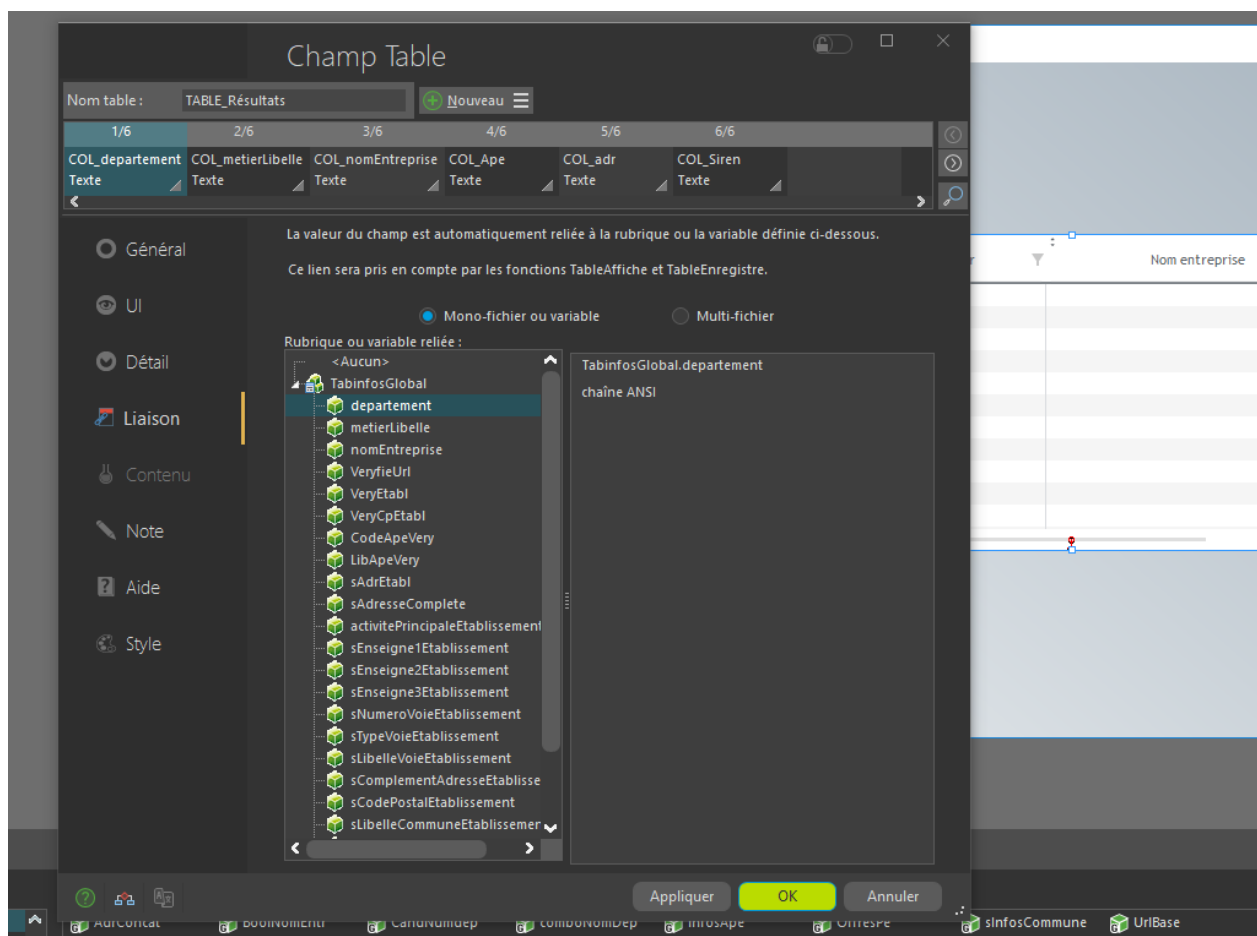 Champ Table
Nom table : TABLE_Résultats Nouveau
1/6 2/6 3/6 4/6 5/6 6/6
COL_departement COL_metierLibelle COL_nomEntreprise COL_Ape COL_adr COL_Siren
Texte Texte Texte Texte Texte Texte
Général
UI
Détail
Liaison
Contenu
Note
Aide
Style
La valeur du champ est automatiquement reliée à la rubrique ou la variable définie ci-dessous.
Ce lien sera pris en compte par les fonctions TableAffiche et TableEnregistre.
Mono-fichier ou variable Multi-fichier
Rubrique ou variable reliée :
<Aucun>
TabinfosGlobal
departement
metierLibelle
nomEntreprise
VeryfieUrl
VeryEtabl
VeryCpEtabl
CodeApeVery
LibApeVery
sAdrEtabl
sAdresseComplete
activitePrincipaleEtablissement
sEnseigne1Etablissement
sEnseigne2Etablissement
sEnseigne3Etablissement
sNumeroVoieEtablissement
sTypeVoieEtablissement
sLibelleVoieEtablissement
sComplementAdresseEtablisse
sCodePostalEtablissement
sLibelleCommuneEtablissemer
TabinfosGlobal.departement
chaîne ANSI
Nom entreprise
Appliquer OK Annuler
sInfosCommune UrlBase